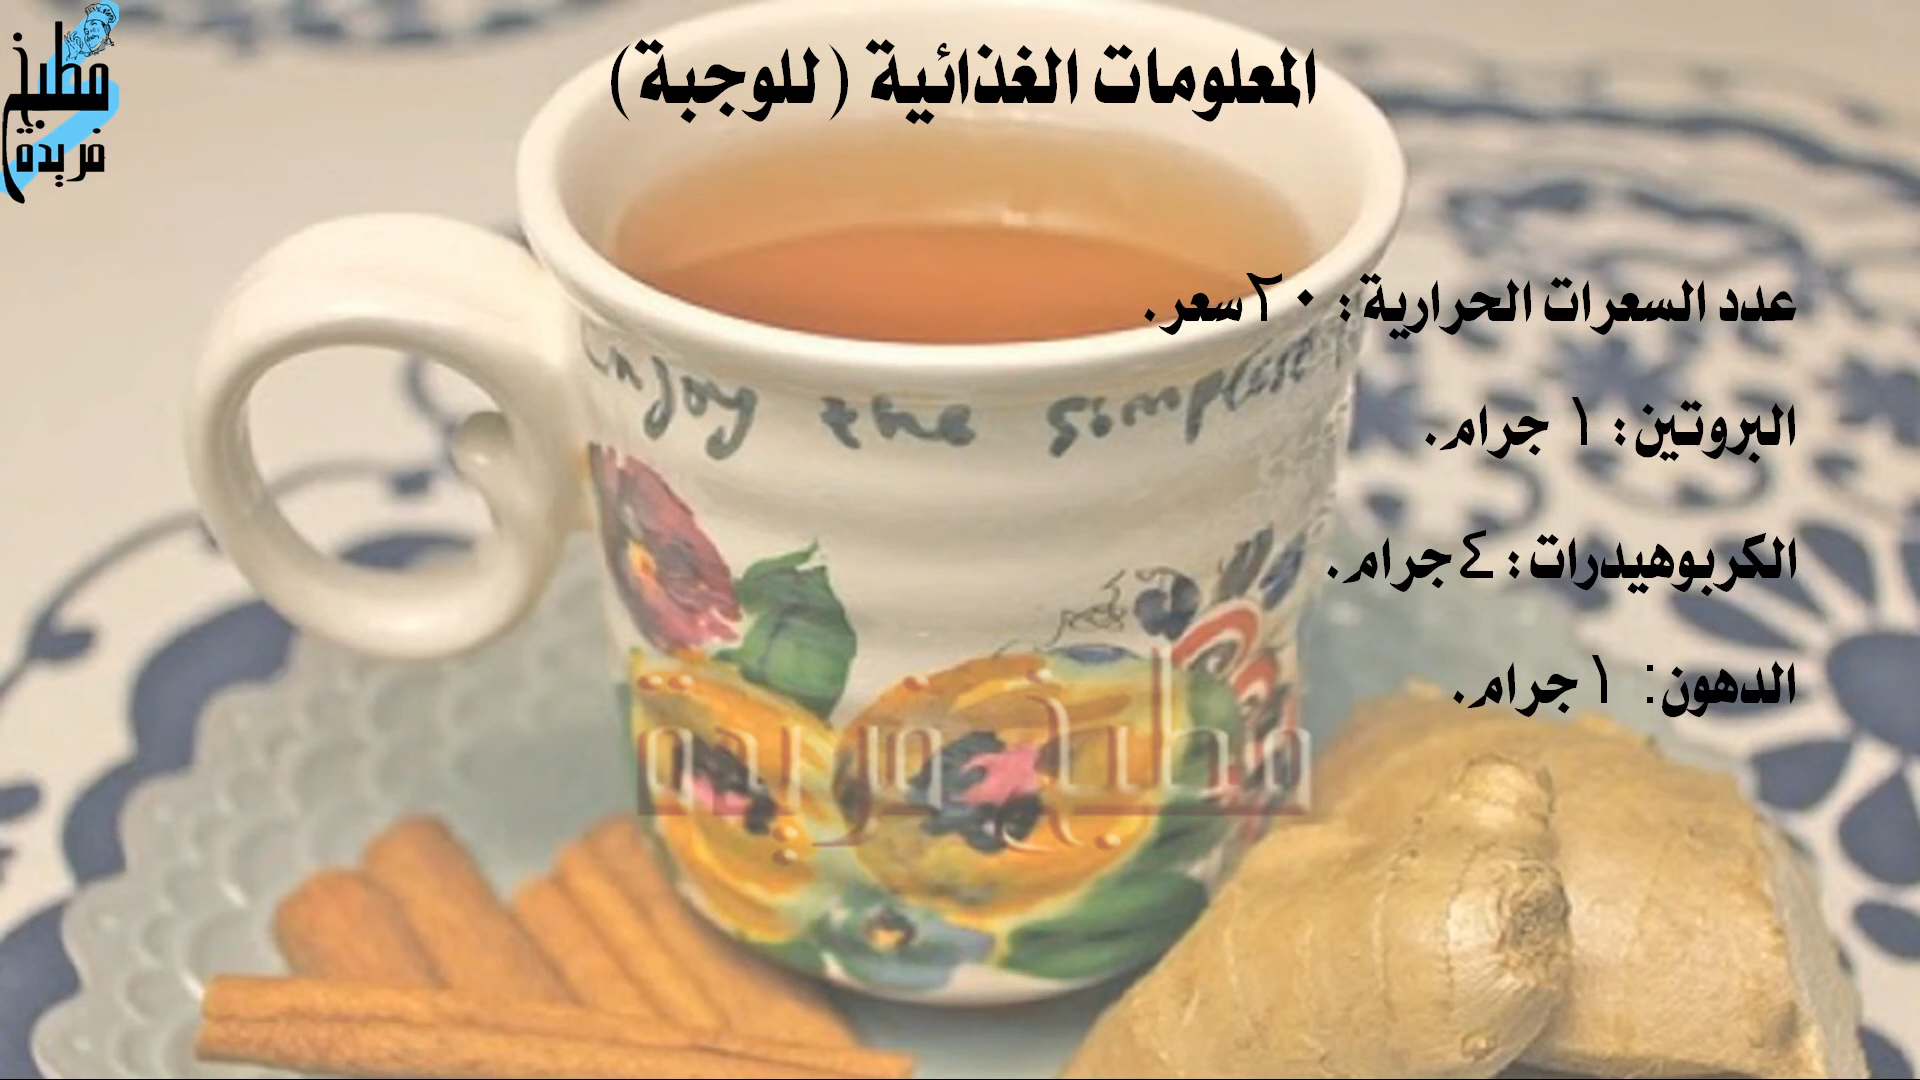 مطبخ
فريدة
المعلومات الغذائية (للوجبة)
عدد السعرات الحرارية: ٢٠ سعر.
البروتين: ١ جرام.
الكربوهيدرات: ٤ جرام.
الدهون: ١ جرام.
enjoy the simplest
مطبخ فريدة